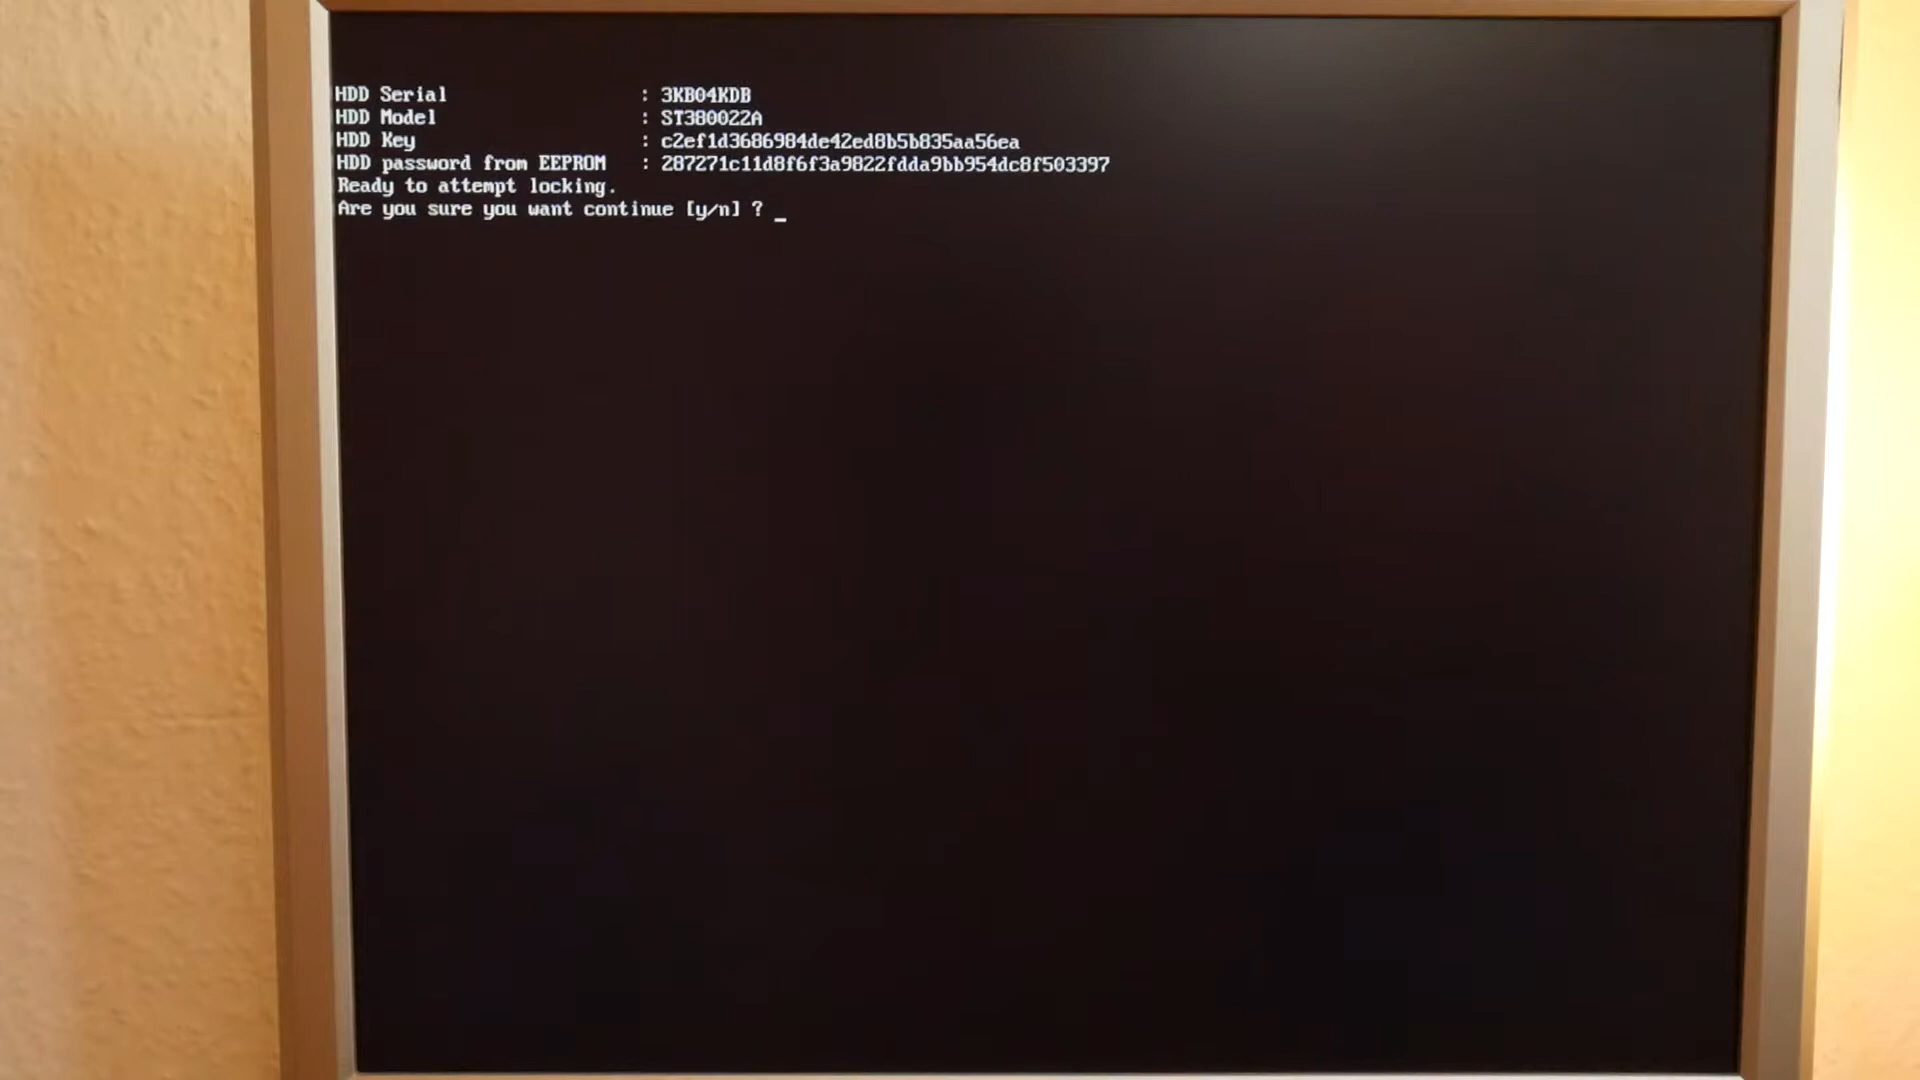 HDD Serial : 3KB04KDB
HDD Model : ST380022A
HDD Key : c2ef1d3686984de42ed8b5b835aa56ea
HDD password from EEPROM : 287271c11d8f6f3a9822fdda9bb954dc8f503397
Ready to attempt locking.
Are you sure you want continue [y/n] ? _